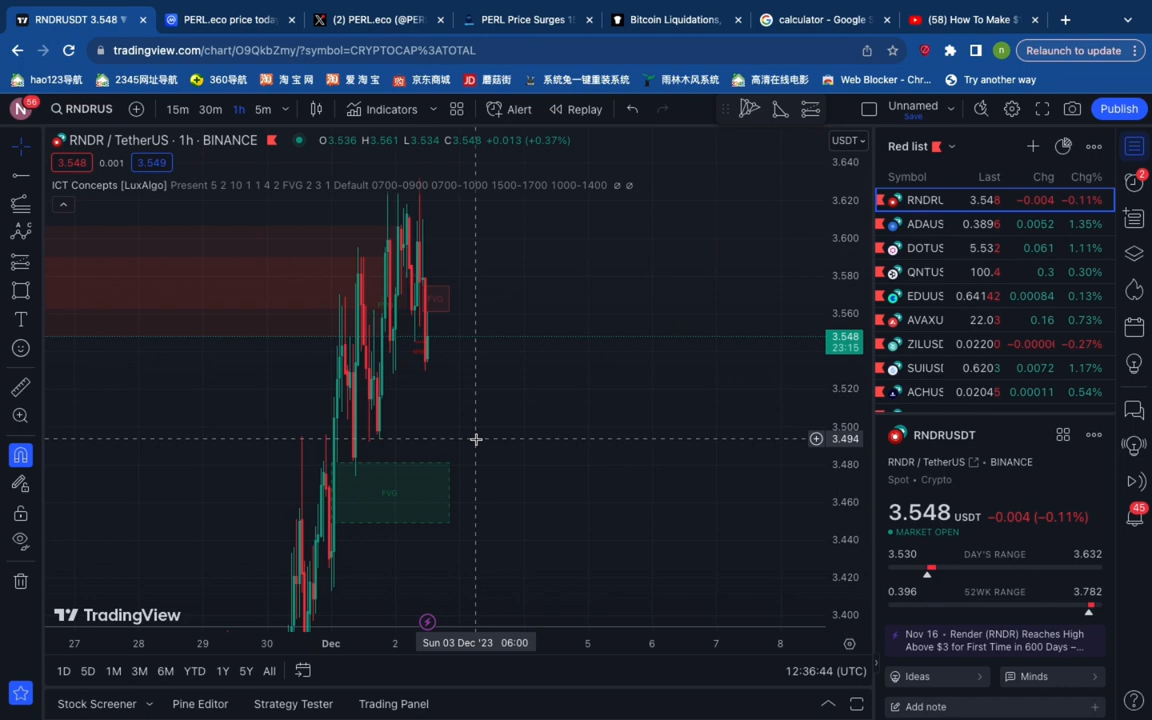 RNDRUSDT 3.548
PERL.eco price today
(2) PERL.eco (@PERL
PERL Price Surges 15
Bitcoin Liquidations,
calculator - Google S
(58) How To Make $
tradingview.com/chart/O9QkbZmy/?symbol=CRYPTOCAP%3ATOTAL
n
Relaunch to update
hao123导航
2345网址导航
360导航
淘 宝 网
爱 淘 宝
京东商城
蘑菇街
系统兔一键重装系统
雨林木风系统
高清在线电影
Web Blocker - Chr...
Try another way
N
56
RNDRUS
15m 30m 1h 5m
Indicators
Alert
Replay
Unnamed
Save
Publish
RNDR / TetherUS · 1h · BINANCE
O3.536 H3.561 L3.534 C3.548 +0.013 (+0.37%)
USDT
3.548 0.001 3.549
ICT Concepts [LuxAlgo] Present 5 2 10 1 1 4 2 FVG 2 3 1 Default 0700-0900 0700-1000 1500-1700 1000-1400
3.640
3.620
3.600
3.580
3.560
3.548
23:15
3.520
3.500
3.494
3.480
3.460
3.440
3.420
3.400
FVG
FVG
TradingView
27 28 29 30 Dec 2 Sun 03 Dec '23 06:00 5 6 7 8
1D 5D 1M 3M 6M YTD 1Y 5Y All
12:36:44 (UTC)
Stock Screener
Pine Editor
Strategy Tester
Trading Panel
Red list
Symbol Last Chg Chg%
RNDRU 3.548 −0.004 −0.11%
ADAUS 0.3896 0.0052 1.35%
DOTUS 5.532 0.061 1.11%
QNTUS 100.4 0.3 0.30%
EDUUS 0.64142 0.00084 0.13%
AVAXU 22.03 0.16 0.73%
ZILUSD 0.02200 −0.00006 −0.27%
SUIUSD 0.6203 0.0072 1.17%
ACHUS 0.02045 0.00011 0.54%
RNDRUSDT
RNDR / TetherUS BINANCE
Spot • Crypto
3.548 USDT −0.004 (−0.11%)
MARKET OPEN
3.530 DAY'S RANGE 3.632
0.396 52WK RANGE 3.782
Nov 16 • Render (RNDR) Reaches High
Above $3 for First Time in 600 Days –...
Ideas
Minds
Add note
2
45